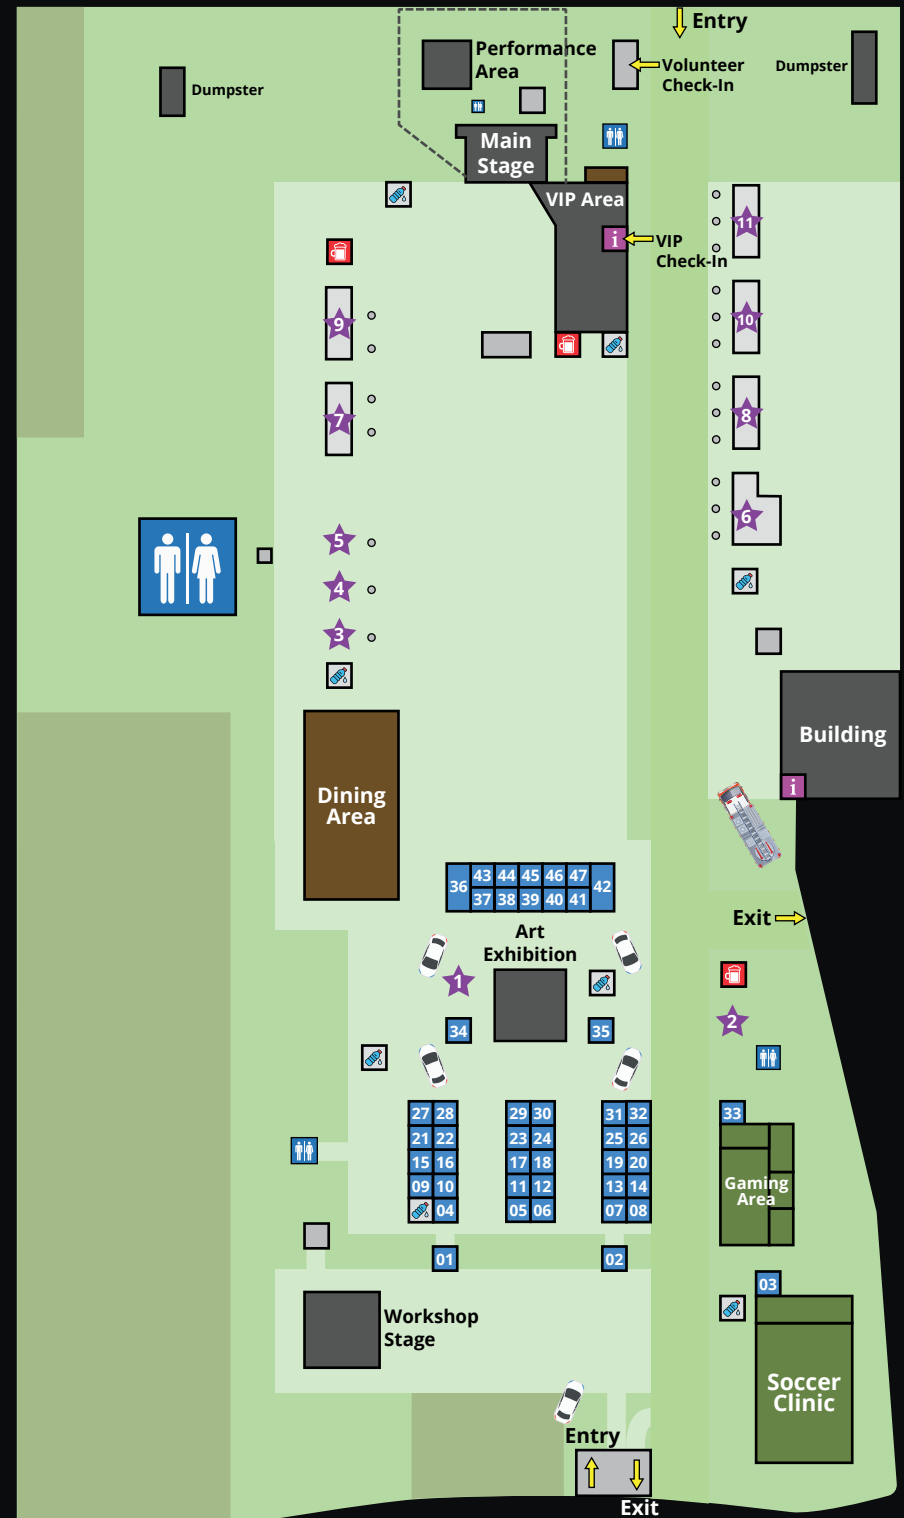 Entry
Performance
Area
Volunteer
Check-In
Dumpster
Dumpster
Main
Stage
VIP Area
11
i
VIP
Check-In
9
10
7
8
6
5
4
3
Building
i
Dining
Area
36 43 44 45 46 47 42
37 38 39 40 41
Exit
Art
Exhibition
1
2
34
35
27 28 29 30 31 32
33
21 22 23 24 25 26
15 16 17 18 19 20
Gaming
Area
09 10 11 12 13 14
04 05 06 07 08
01
02
03
Workshop
Stage
Soccer
Clinic
Entry
Exit